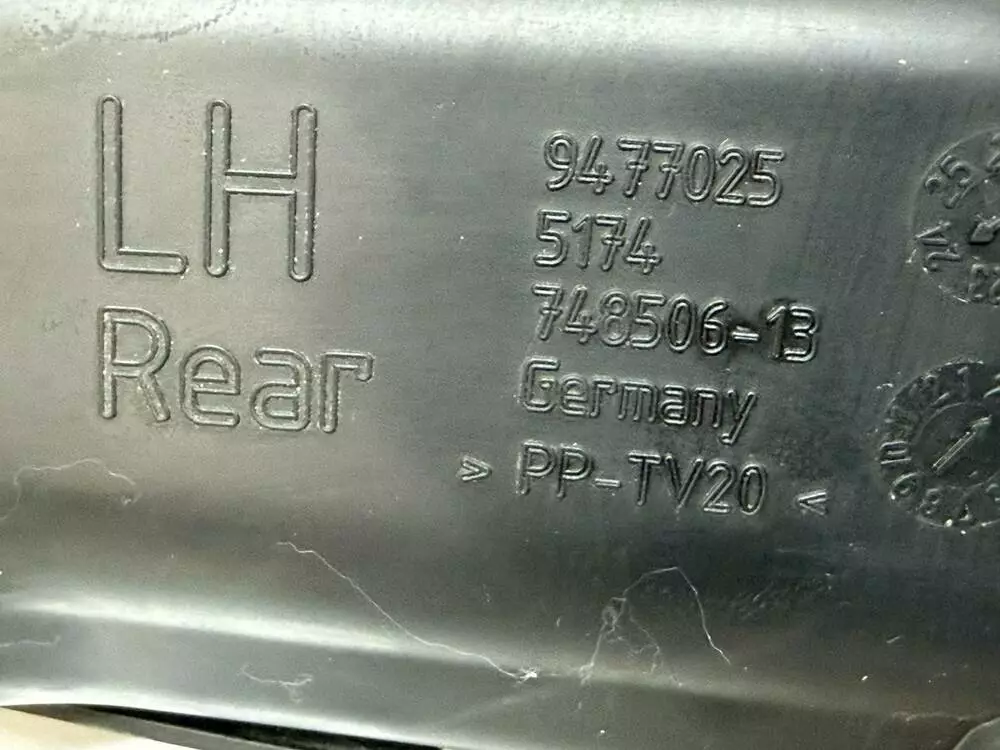 LH
Rear
9477025
5174
748506-13
Germany
> PP-TV20 <